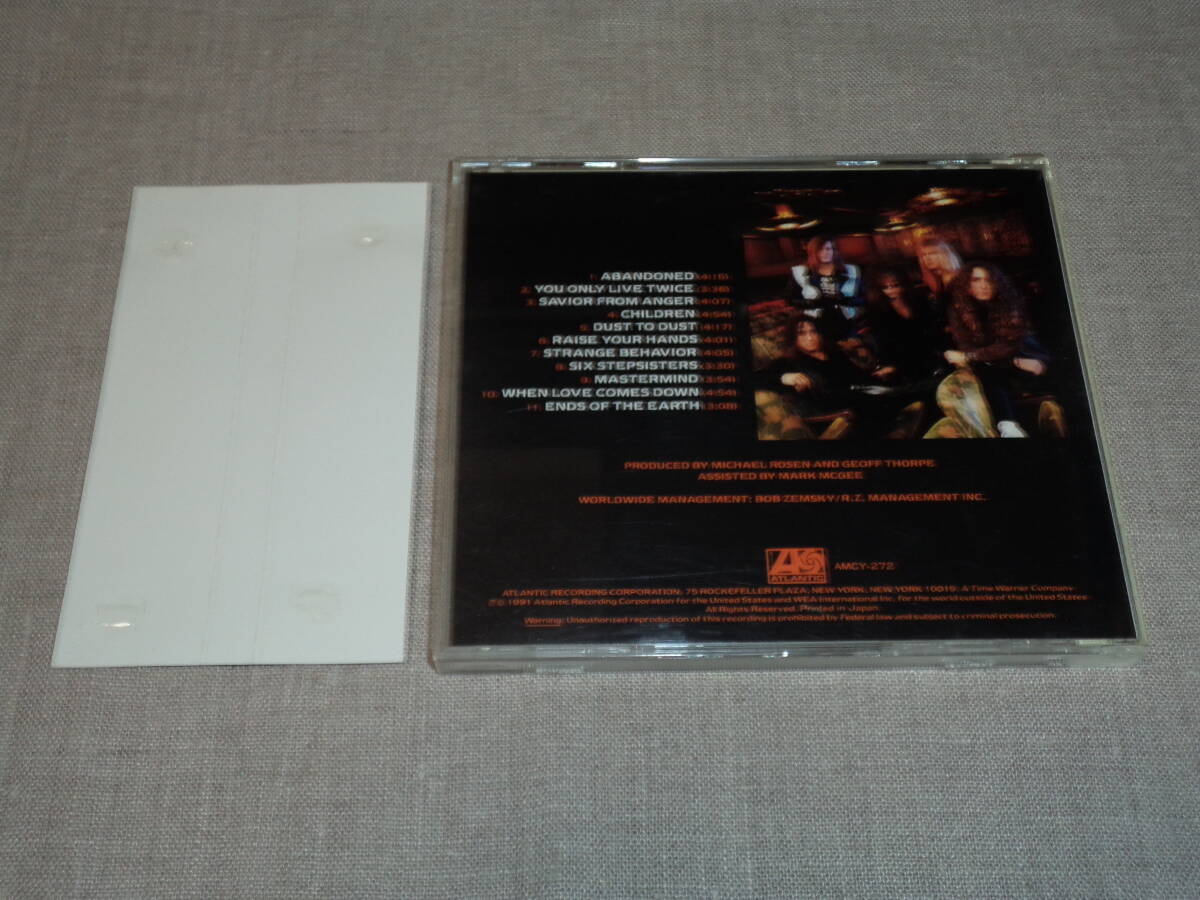 1. ABANDONED (4:15)
2. YOU ONLY LIVE TWICE (3:36)
3. SAVIOR FROM ANGER (4:07)
4. CHILDREN (4:54)
5. DUST TO DUST (4:17)
6. RAISE YOUR HANDS (4:01)
7. STRANGE BEHAVIOR (4:05)
8. SIX STEPSISTERS (3:30)
9. MASTERMIND (3:54)
10. WHEN LOVE COMES DOWN (4:54)
11. ENDS OF THE EARTH (3:08)
PRODUCED BY MICHAEL ROSEN AND GEOFF THORPE
ASSISTED BY MARK MCGEE
WORLDWIDE MANAGEMENT: BOB ZEMSKY/R.Z. MANAGEMENT INC.
ATLANTIC
AMCY-272
ATLANTIC RECORDING CORPORATION, 75 ROCKEFELLER PLAZA, NEW YORK, NEW YORK 10019. A Time Warner Company
℗© 1991 Atlantic Recording Corporation for the United States and WEA International Inc. for the world outside of the United States.
All Rights Reserved. Printed in Japan.
Warning: Unauthorized reproduction of this recording is prohibited by Federal law and subject to criminal prosecution.